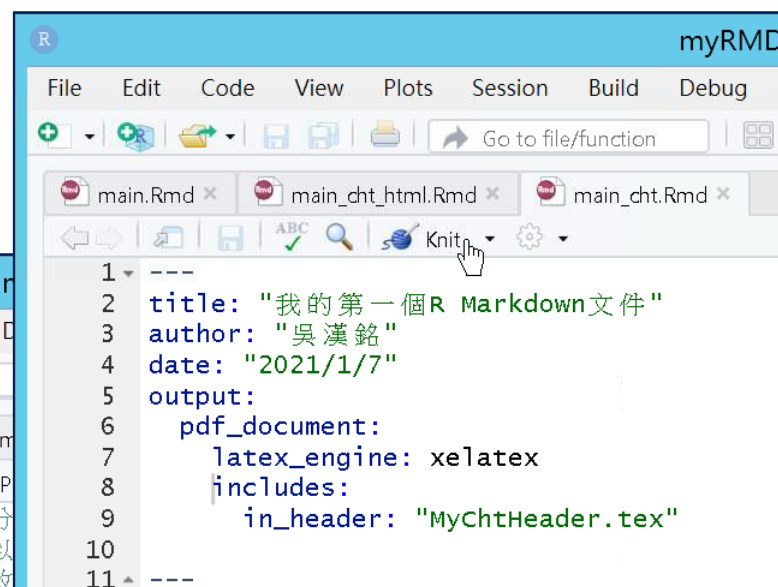 R
myRMD
File Edit Code View Plots Session Build Debug
Go to file/function
main.Rmd × main_cht_html.Rmd × main_cht.Rmd ×
ABC Knit
1 ---
2 title: "我的第一個R Markdown文件"
3 author: "吳漢銘"
4 date: "2021/1/7"
5 output:
6 pdf_document:
7 latex_engine: xelatex
8 includes:
9 in_header: "MyChtHeader.tex"
10
11 ---